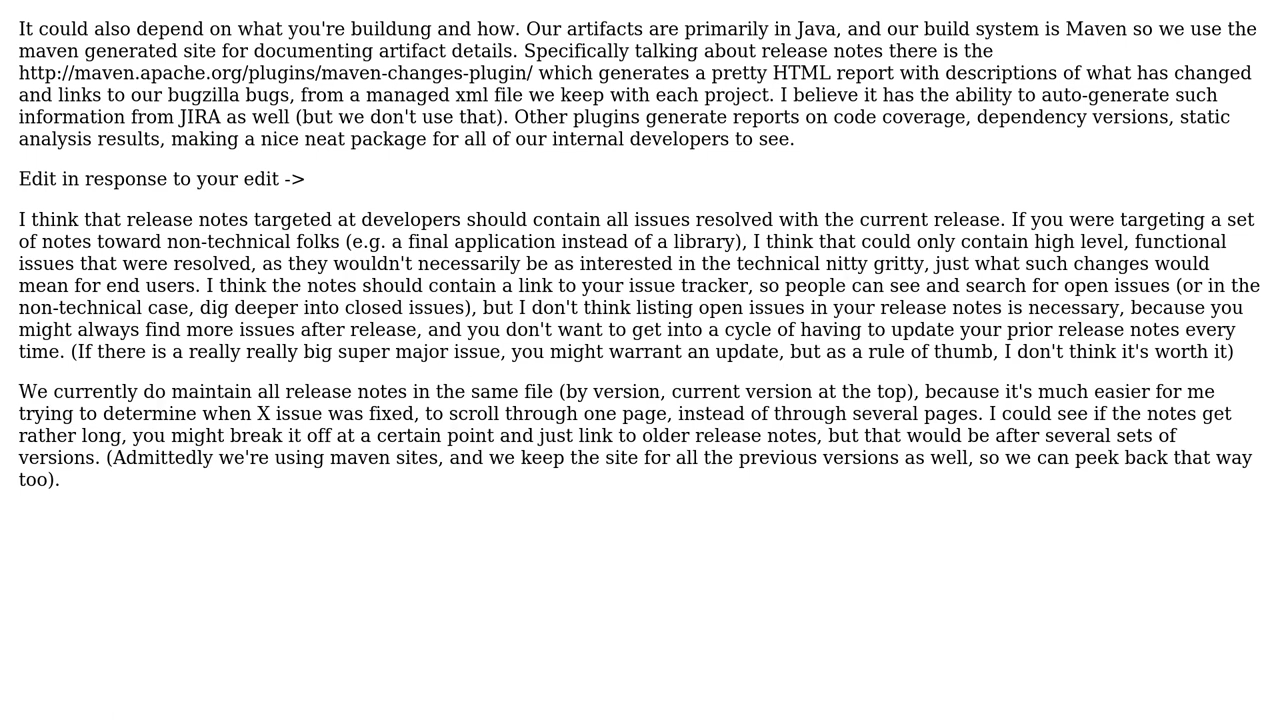 It could also depend on what you're buildung and how. Our artifacts are primarily in Java, and our build system is Maven so we use the
maven generated site for documenting artifact details. Specifically talking about release notes there is the
http://maven.apache.org/plugins/maven-changes-plugin/ which generates a pretty HTML report with descriptions of what has changed
and links to our bugzilla bugs, from a managed xml file we keep with each project. I believe it has the ability to auto-generate such
information from JIRA as well (but we don't use that). Other plugins generate reports on code coverage, dependency versions, static
analysis results, making a nice neat package for all of our internal developers to see.
Edit in response to your edit ->
I think that release notes targeted at developers should contain all issues resolved with the current release. If you were targeting a set
of notes toward non-technical folks (e.g. a final application instead of a library), I think that could only contain high level, functional
issues that were resolved, as they wouldn't necessarily be as interested in the technical nitty gritty, just what such changes would
mean for end users. I think the notes should contain a link to your issue tracker, so people can see and search for open issues (or in the
non-technical case, dig deeper into closed issues), but I don't think listing open issues in your release notes is necessary, because you
might always find more issues after release, and you don't want to get into a cycle of having to update your prior release notes every
time. (If there is a really really big super major issue, you might warrant an update, but as a rule of thumb, I don't think it's worth it)
We currently do maintain all release notes in the same file (by version, current version at the top), because it's much easier for me
trying to determine when X issue was fixed, to scroll through one page, instead of through several pages. I could see if the notes get
rather long, you might break it off at a certain point and just link to older release notes, but that would be after several sets of
versions. (Admittedly we're using maven sites, and we keep the site for all the previous versions as well, so we can peek back that way
too).